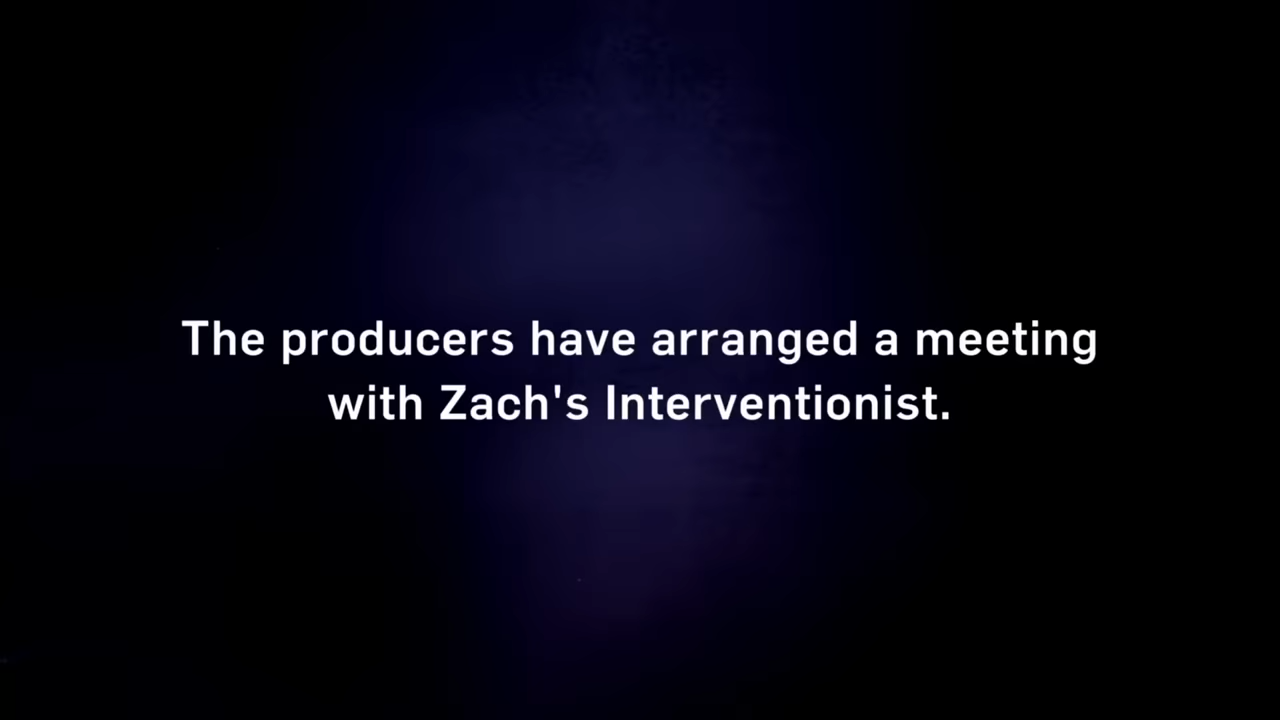 The producers have arranged a meeting
with Zach's Interventionist.